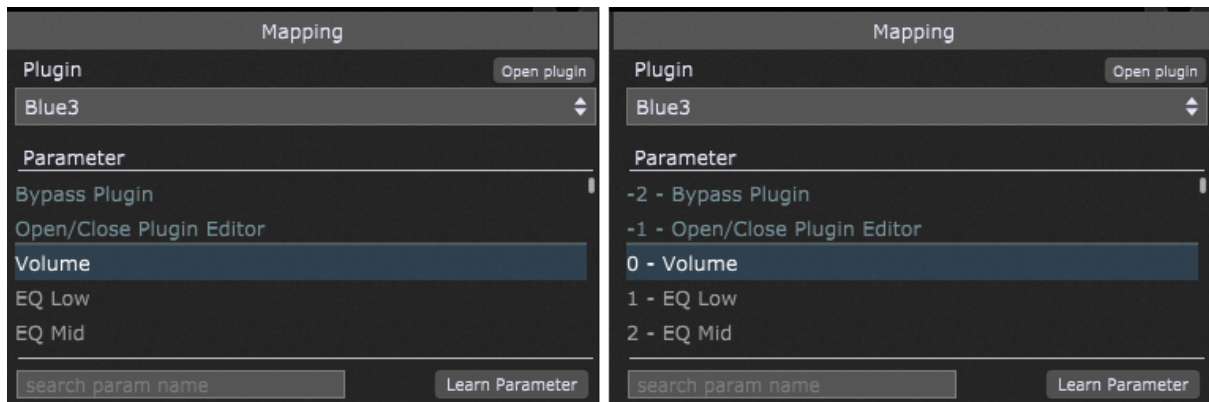 Mapping
Plugin
Open plugin
Blue3
Parameter
Bypass Plugin
Open/Close Plugin Editor
Volume
EQ Low
EQ Mid
search param name
Learn Parameter
Mapping
Plugin
Open plugin
Blue3
Parameter
-2 - Bypass Plugin
-1 - Open/Close Plugin Editor
0 - Volume
1 - EQ Low
2 - EQ Mid
search param name
Learn Parameter